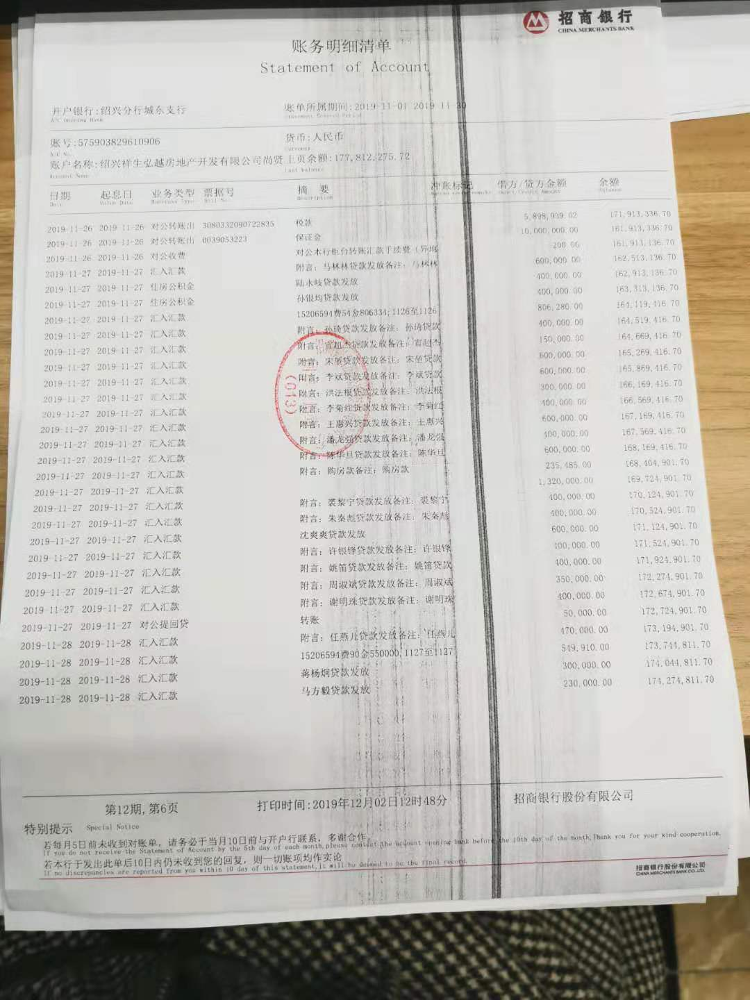 招商银行
CHINA MERCHANTS BANK
账务明细清单
Statement of Account
开户银行:绍兴分行城东支行 账单所属期间:2019-11-01 2019-11-30
A/C Opening Bank Statement Covered Period
账号:575903829610906 货币:人民币
A/C No. Currency
账户名称:绍兴祥生弘越房地产开发有限公司尚贤 上页余额:177,812,275.72
Account Name Last balance
日期 起息日 业务类型 票据号 摘 要 冲账标记 借方/贷方金额 余额
Date Value Date Business Type Bill No. Description Debit/Credit Amount Balance
2019-11-26 2019-11-26 对公转账出 3080332090722835 税款 5,898,939.02 171,913,336.70
2019-11-26 2019-11-26 对公转账出 0039053223 保证金 10,000,000.00 161,913,336.70
2019-11-26 2019-11-26 对公收费 对公本行柜台转账汇款手续费(异地 200.00 161,913,136.70
2019-11-27 2019-11-27 汇入汇款 附言: 马林林贷款发放备注: 马林林 600,000.00 162,513,136.70
2019-11-27 2019-11-27 住房公积金 陆水岐贷款发放 400,000.00 162,913,136.70
2019-11-27 2019-11-27 住房公积金 孙银均贷款发放 400,000.00 163,313,136.70
2019-11-27 2019-11-27 汇入汇款 15206594费54金806334;1126至1126 806,280.00 164,119,416.70
2019-11-27 2019-11-27 汇入汇款 附言: 孙琦贷款发放备注: 孙琦贷款 400,000.00 164,519,416.70
2019-11-27 2019-11-27 汇入汇款 附言: 超杰贷款发放备注: 超杰 150,000.00 164,669,416.70
2019-11-27 2019-11-27 汇入汇款 附言: 宋堃贷款发放备注: 宋堃贷款 600,000.00 165,269,416.70
2019-11-27 2019-11-27 汇入汇款 附言: 李斌贷款发放备注: 李斌贷款 600,000.00 165,869,416.70
2019-11-27 2019-11-27 汇入汇款 附言: 洪法根贷款发放备注: 洪法根 300,000.00 166,169,416.70
2019-11-27 2019-11-27 汇入汇款 附言: 李菊红贷款发放备注: 李菊红 400,000.00 166,569,416.70
2019-11-27 2019-11-27 汇入汇款 附言: 王惠兴贷款发放备注: 王惠兴 600,000.00 167,169,416.70
2019-11-27 2019-11-27 汇入汇款 附言: 潘龙强贷款发放备注: 潘龙强 400,000.00 167,569,416.70
2019-11-27 2019-11-27 汇入汇款 附言: 陈华旦贷款发放备注: 陈华旦 600,000.00 168,169,416.70
2019-11-27 2019-11-27 汇入汇款 附言: 购房款备注: 购房款 235,485.00 168,404,901.70
2019-11-27 2019-11-27 汇入汇款 1,320,000.00 169,724,901.70
2019-11-27 2019-11-27 汇入汇款 附言: 裘黎宁贷款发放备注: 裘黎宁 400,000.00 170,124,901.70
2019-11-27 2019-11-27 汇入汇款 附言: 朱秦彪贷款发放备注: 朱秦彪 400,000.00 170,524,901.70
2019-11-27 2019-11-27 汇入汇款 沈爽爽贷款发放 600,000.00 171,124,901.70
2019-11-27 2019-11-27 汇入汇款 附言: 许银锋贷款发放备注: 许银锋 400,000.00 171,524,901.70
2019-11-27 2019-11-27 汇入汇款 附言: 姚笛贷款发放备注: 姚笛贷款 400,000.00 171,924,901.70
2019-11-27 2019-11-27 汇入汇款 附言: 周淑斌贷款发放备注: 周淑斌 350,000.00 172,274,901.70
2019-11-27 2019-11-27 汇入汇款 附言: 谢明珠贷款发放备注: 谢明珠 400,000.00 172,674,901.70
2019-11-27 2019-11-27 对公提回贷 转账 50,000.00 172,724,901.70
2019-11-28 2019-11-28 汇入汇款 附言: 任燕儿贷款发放备注: 任燕儿 470,000.00 173,194,901.70
2019-11-28 2019-11-28 汇入汇款 15206594费90金550000;1127至1127 549,910.00 173,744,811.70
2019-11-28 2019-11-28 汇入汇款 蒋杨炯贷款发放 300,000.00 174,044,811.70
2019-11-28 2019-11-28 汇入汇款 马方毅贷款发放 230,000.00 174,274,811.70
(013)
第12期,第6页 打印时间:2019年12月02日12时48分 招商银行股份有限公司
特别提示 Special Notice
若每月5日前未收到对账单，请务必于当月10日前与开户行联系，多谢合作。
If you do not receive the Statement of Account by the 5th day of each month,please contact the account opening bank before the 10th day of the month,Thank you for your kind cooperation.
若本行于发出此单后10日内仍未收到您的回复，则一切账项均作实论
If no discrepancies are reported from you within 10 day of this statement,it will be deemed to be the final record.
招商银行股份有限公司
CHINA MERCHANTS BANK CO.,LTD.